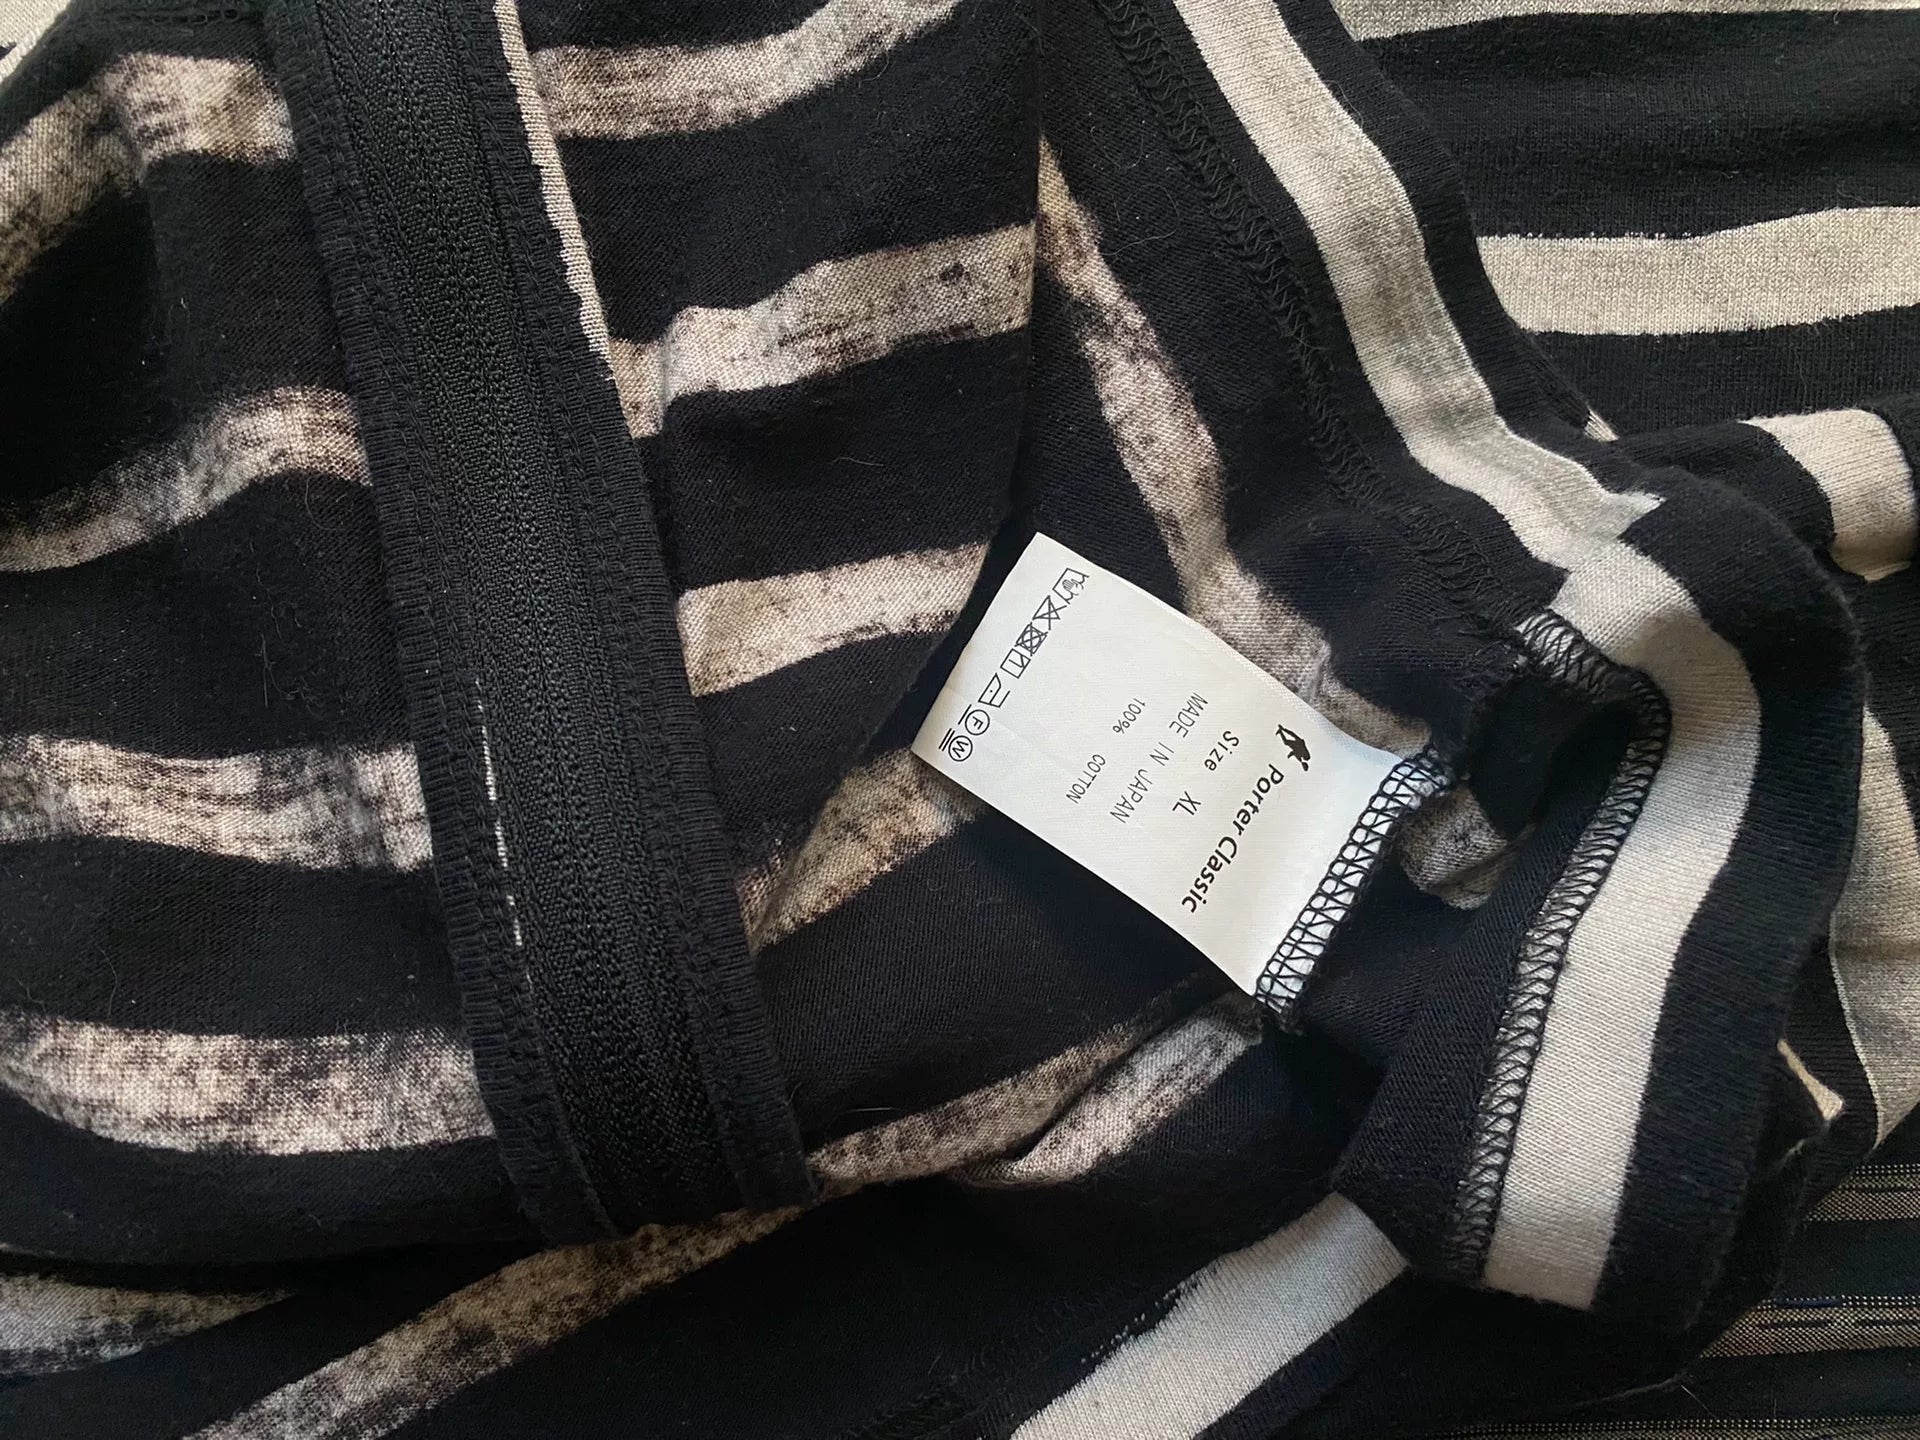 Porter Classic
Size XL
MADE IN JAPAN
100% COTTON
F
W